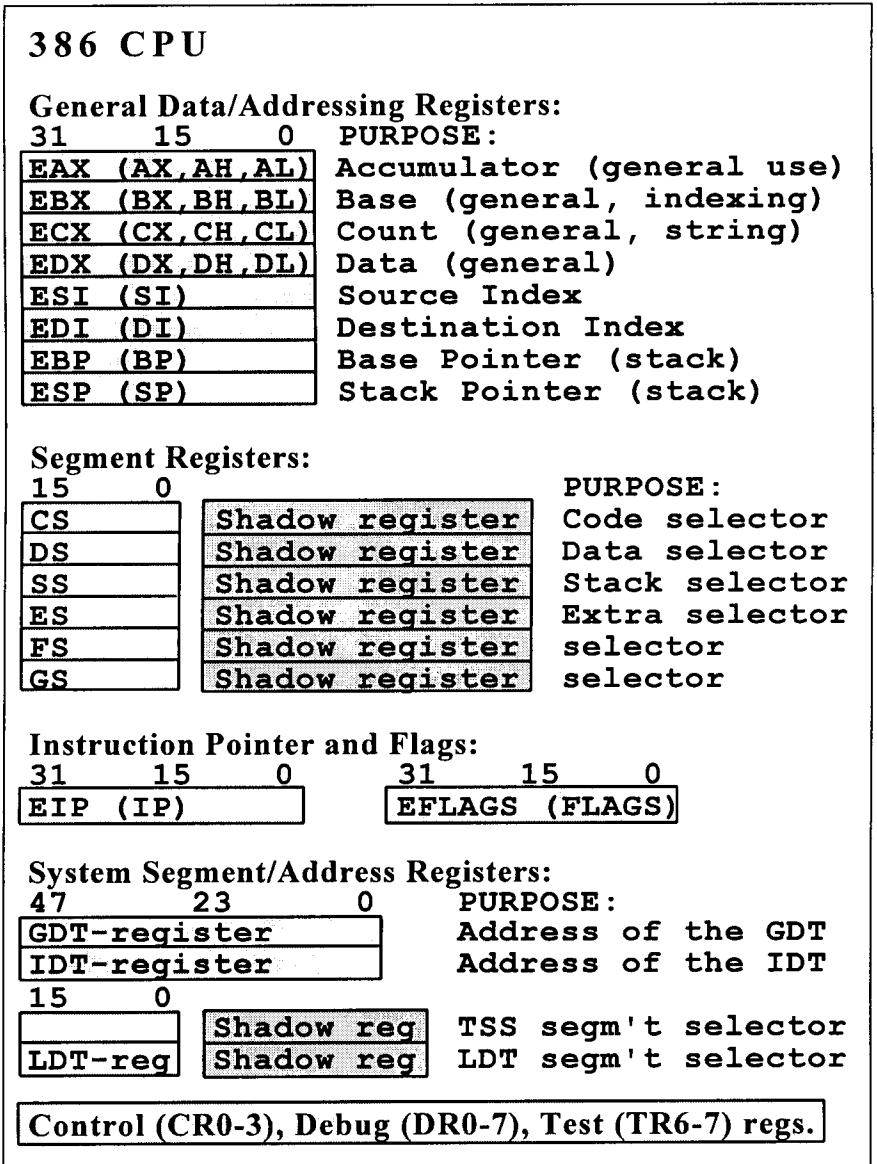 386 CPU
General Data/Addressing Registers:
31 15 0 PURPOSE:
EAX (AX,AH,AL) Accumulator (general use)
EBX (BX,BH,BL) Base (general, indexing)
ECX (CX,CH,CL) Count (general, string)
EDX (DX,DH,DL) Data (general)
ESI (SI) Source Index
EDI (DI) Destination Index
EBP (BP) Base Pointer (stack)
ESP (SP) Stack Pointer (stack)
Segment Registers:
15 0 PURPOSE:
CS Shadow register Code selector
DS Shadow register Data selector
SS Shadow register Stack selector
ES Shadow register Extra selector
FS Shadow register selector
GS Shadow register selector
Instruction Pointer and Flags:
31 15 0 31 15 0
EIP (IP) EFLAGS (FLAGS)
System Segment/Address Registers:
47 23 0 PURPOSE:
GDT-register Address of the GDT
IDT-register Address of the IDT
15 0
Shadow reg TSS segm't selector
LDT-reg Shadow reg LDT segm't selector
Control (CR0-3), Debug (DR0-7), Test (TR6-7) regs.